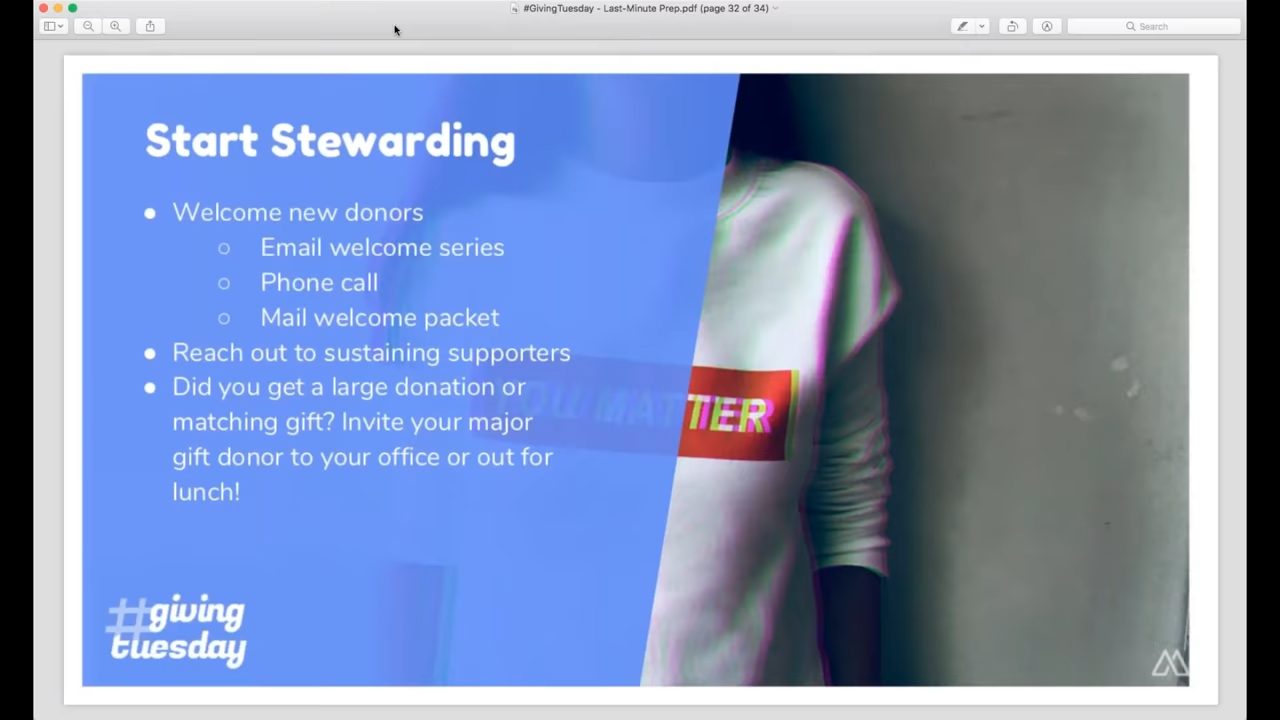 #GivingTuesday - Last-Minute Prep.pdf (page 32 of 34)
Search
Start Stewarding
● Welcome new donors
○ Email welcome series
○ Phone call
○ Mail welcome packet
● Reach out to sustaining supporters
● Did you get a large donation or
matching gift? Invite your major
gift donor to your office or out for
lunch!
YOU MATTER
#giving
tuesday